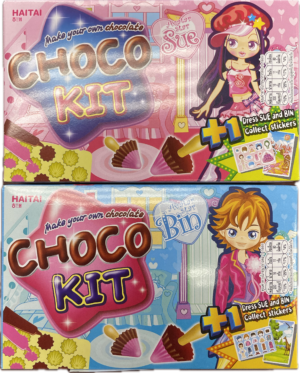 HAITAI
Make your own chocolate
CHOCO
KIT
Sue
+1
Dress SUE and BIN
Collect stickers
HAITAI
Make your own chocolate
CHOCO
KIT
Bin
+1
Dress SUE and BIN
Collect stickers